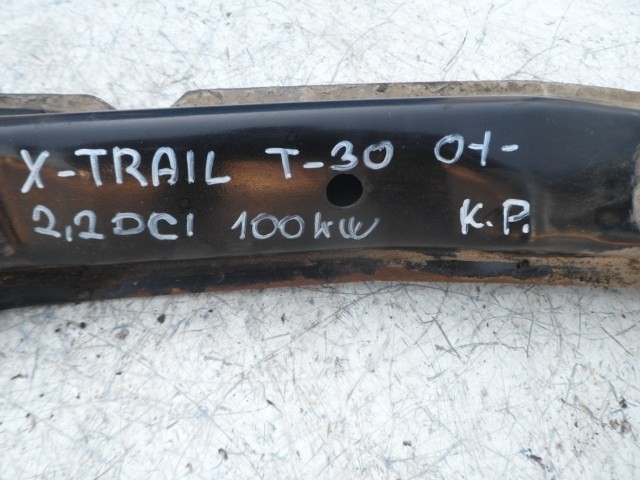 X-TRAIL T-30 01-
2,2DCI 100kW K.P.